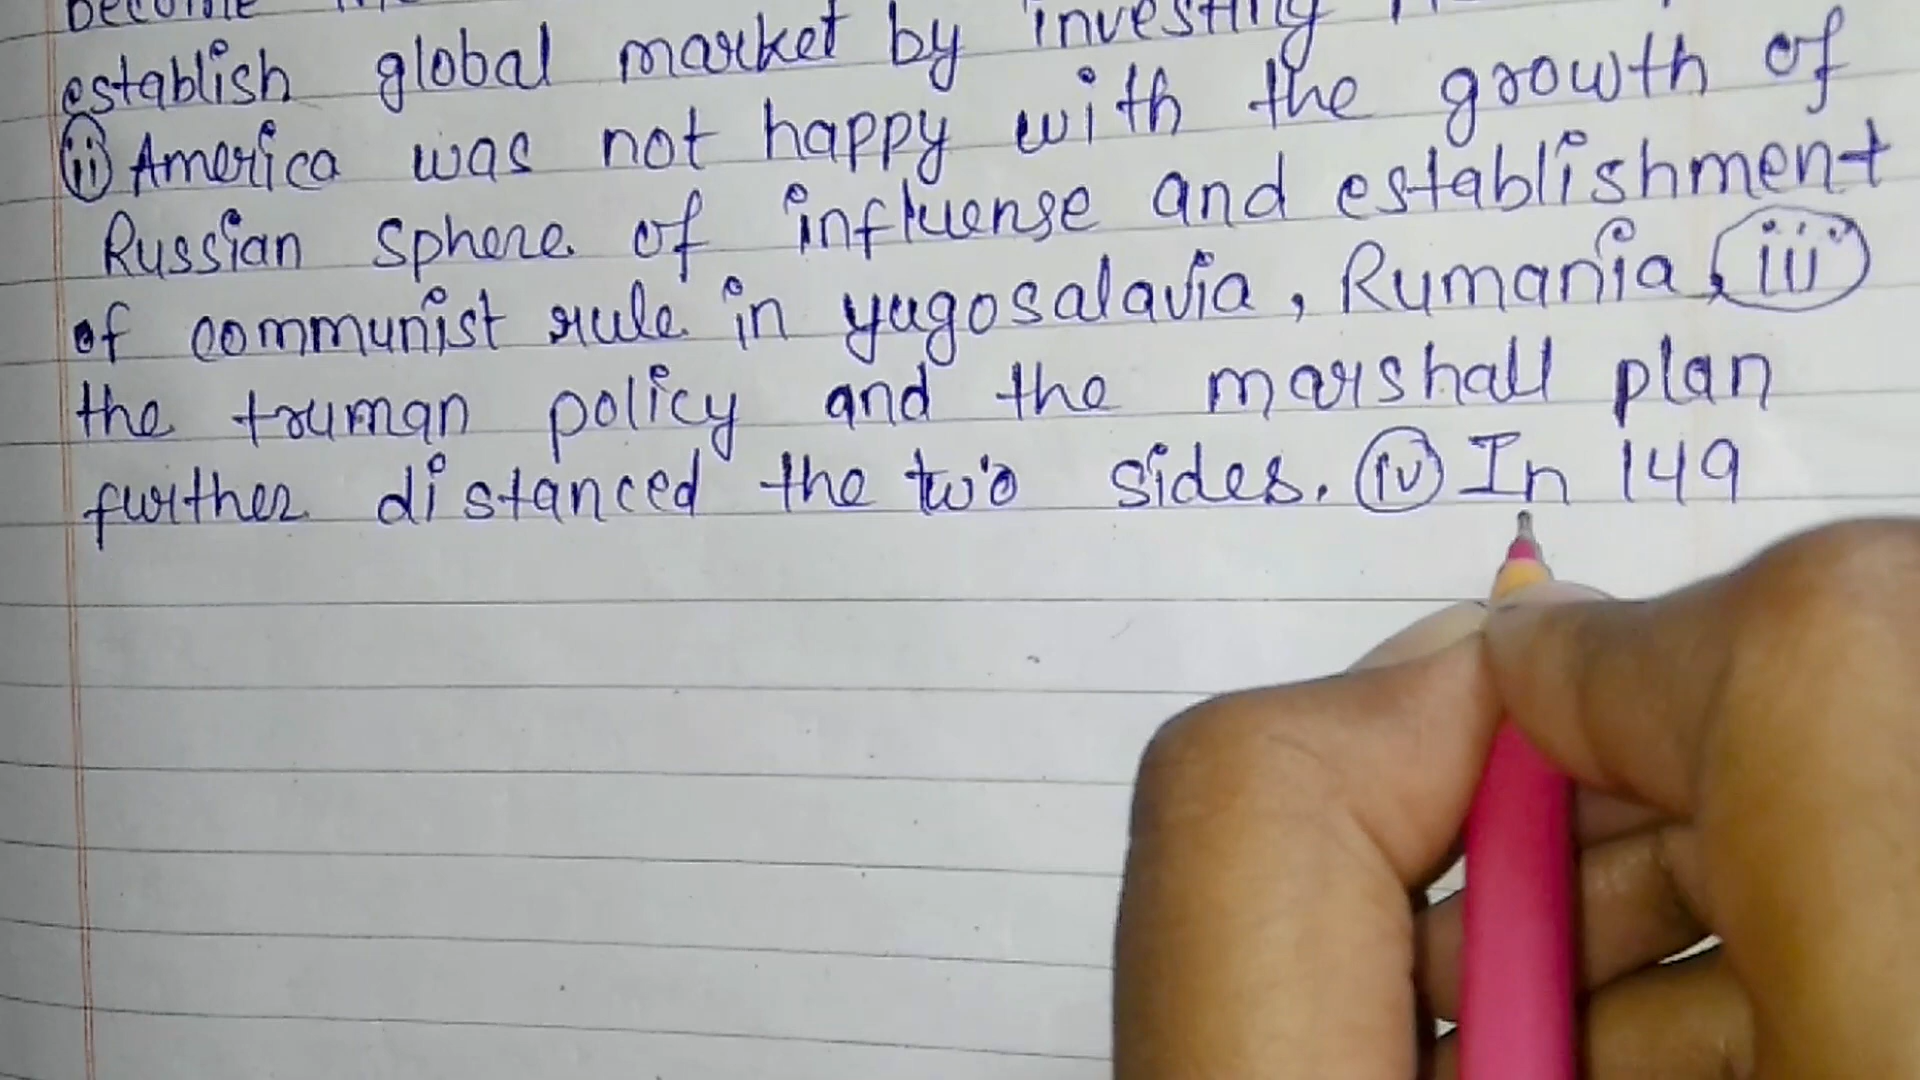 become
establish global market by investing
(ii) America was not happy with the growth of
Russian sphere of influense and establishment
of communist rule in yugosalavia, Rumania, (iii)
the truman policy and the marshall plan
further distanced the two sides. (iv) In 149